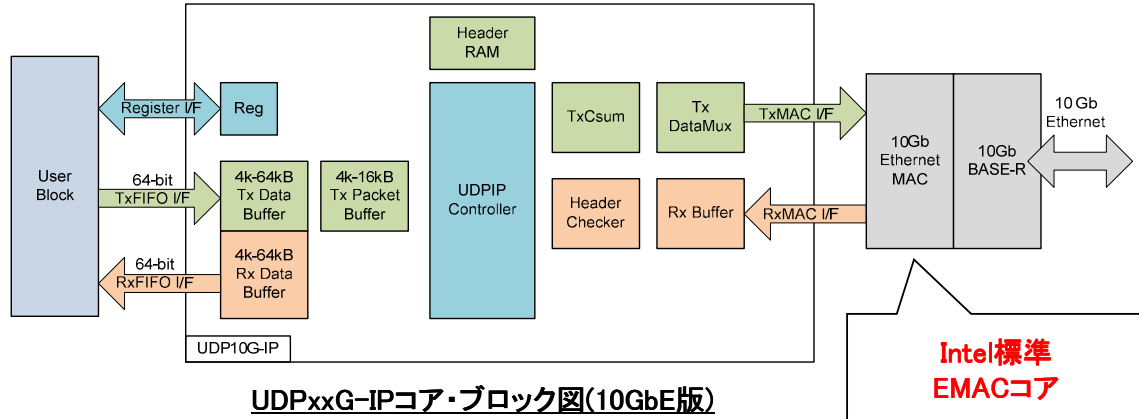 Header
RAM
User
Block
Register I/F
Reg
TxCsum
Tx
DataMux
TxMAC I/F
10Gb
Ethernet
MAC
10Gb
BASE-R
10 Gb
Ethernet
64-bit
TxFIFO I/F
4k-64kB
Tx Data
Buffer
4k-16kB
Tx Packet
Buffer
UDPIP
Controller
Header
Checker
Rx Buffer
RxMAC I/F
64-bit
RxFIFO I/F
4k-64kB
Rx Data
Buffer
UDP10G-IP
Intel標準
EMACコア
UDPxxG-IPコア・ブロック図(10GbE版)